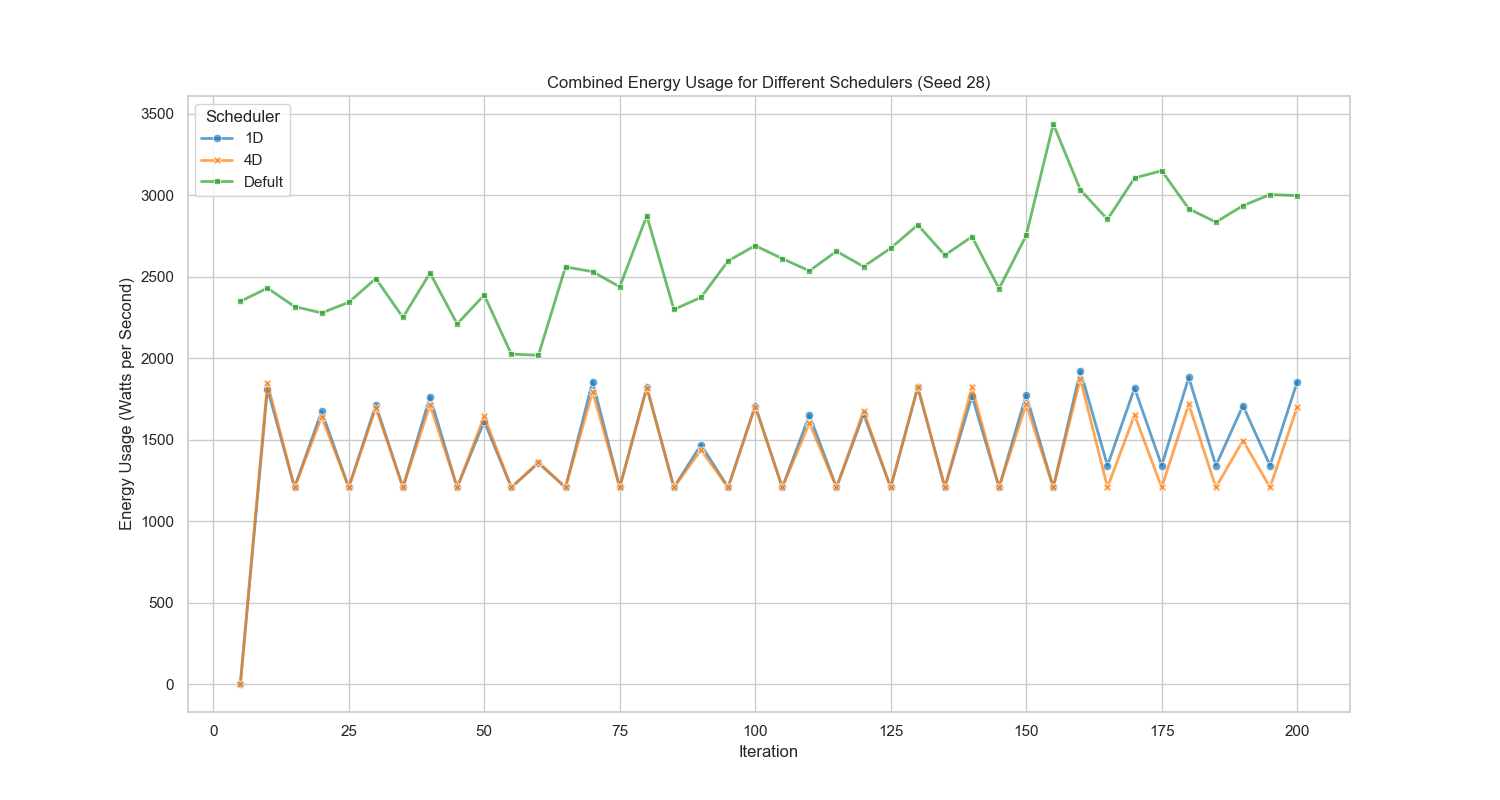 Combined Energy Usage for Different Schedulers (Seed 28)
Scheduler
1D
4D
Defult
Energy Usage (Watts per Second)
3500
3000
2500
2000
1500
1000
500
0
0 25 50 75 100 125 150 175 200
Iteration